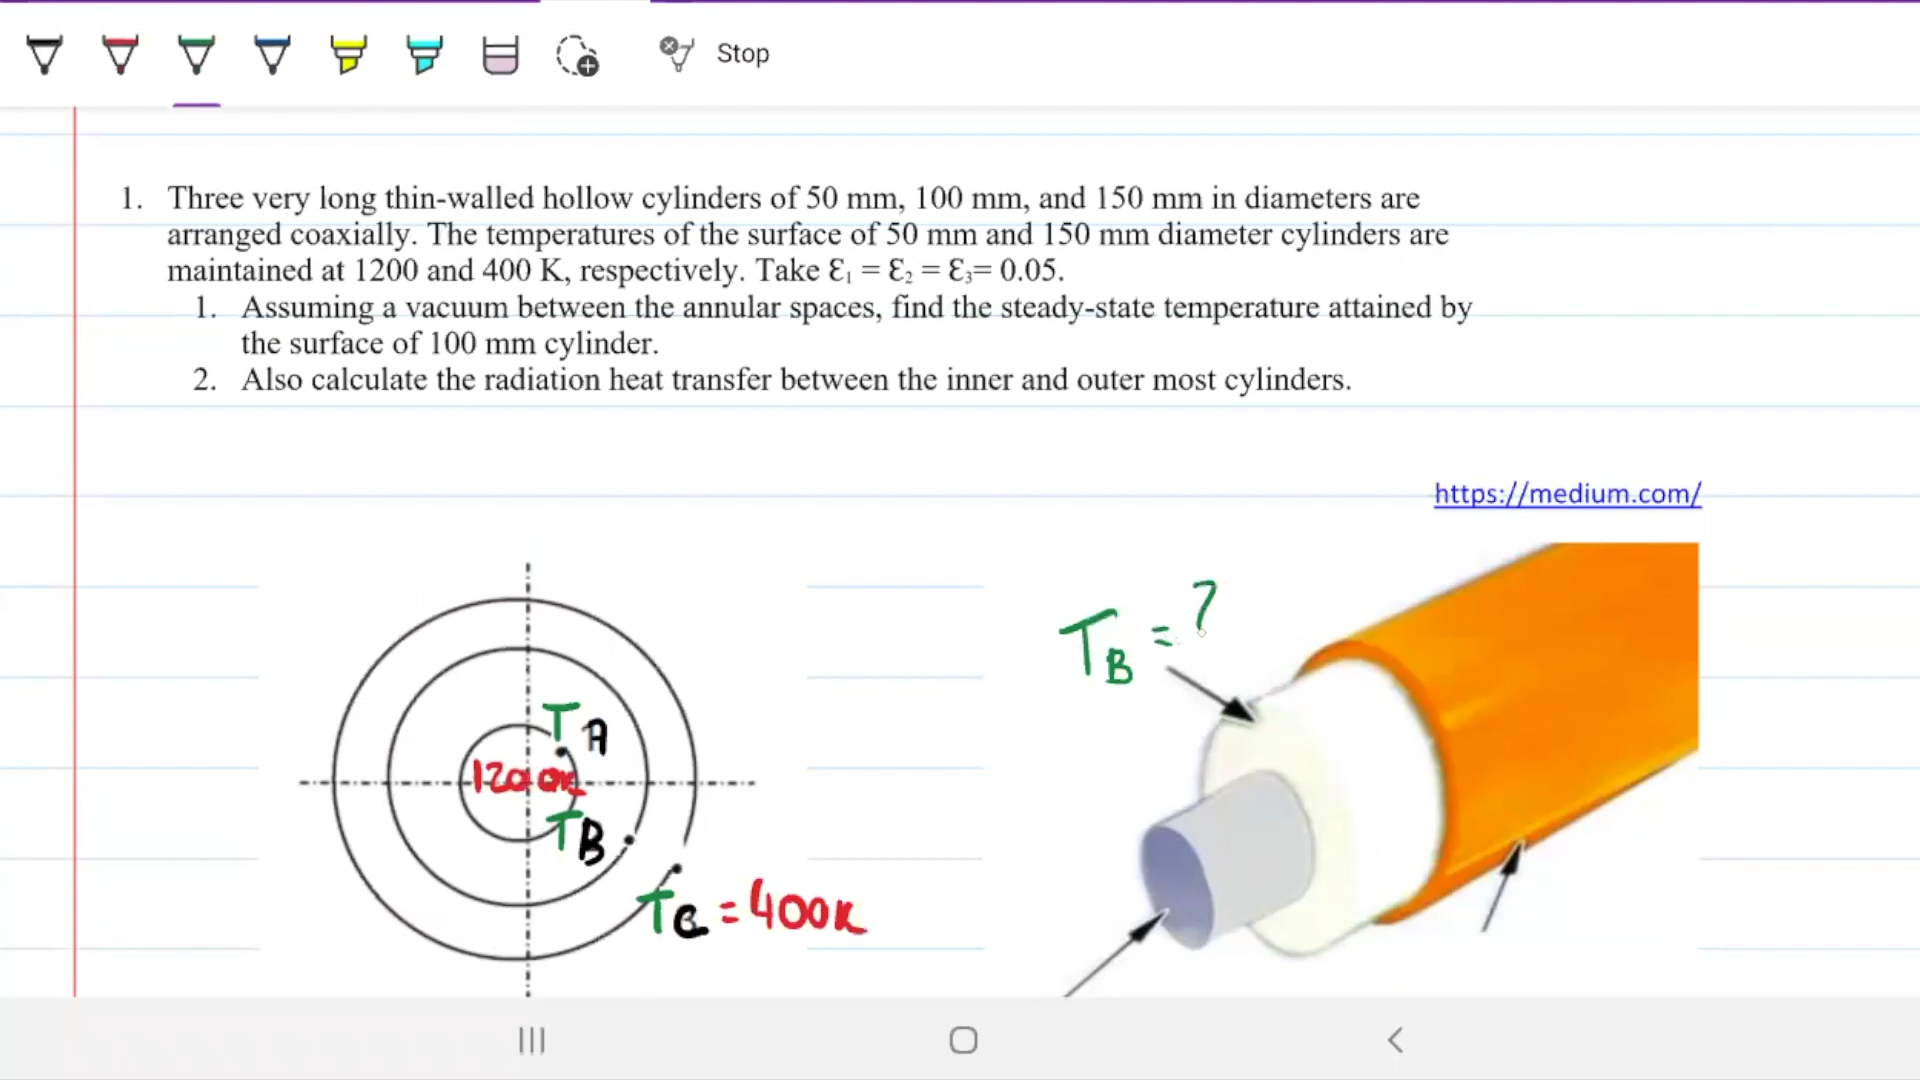 Stop
1. Three very long thin-walled hollow cylinders of 50 mm, 100 mm, and 150 mm in diameters are
arranged coaxially. The temperatures of the surface of 50 mm and 150 mm diameter cylinders are
maintained at 1200 and 400 K, respectively. Take Ɛ₁ = Ɛ₂ = Ɛ₃= 0.05.
1. Assuming a vacuum between the annular spaces, find the steady-state temperature attained by
the surface of 100 mm cylinder.
2. Also calculate the radiation heat transfer between the inner and outer most cylinders.
https://medium.com/
T_B = ?
T_A
1200K
T_B
T_C = 400K